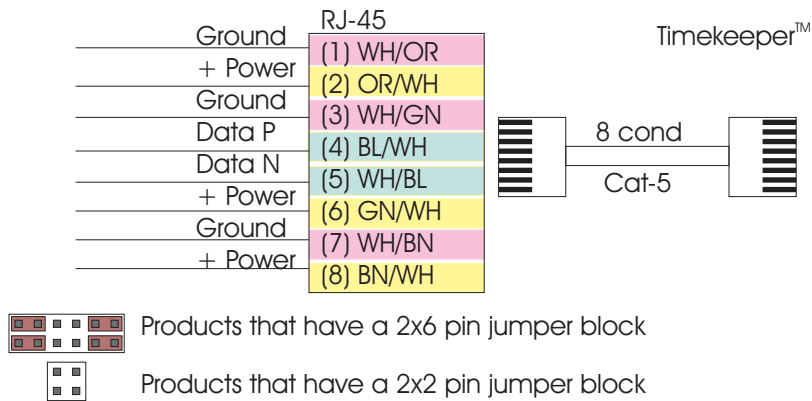 RJ-45
Timekeeper™
Ground
(1) WH/OR
+ Power
(2) OR/WH
Ground
(3) WH/GN
Data P
(4) BL/WH
Data N
(5) WH/BL
+ Power
(6) GN/WH
Ground
(7) WH/BN
+ Power
(8) BN/WH
8 cond
Cat-5
Products that have a 2x6 pin jumper block
Products that have a 2x2 pin jumper block